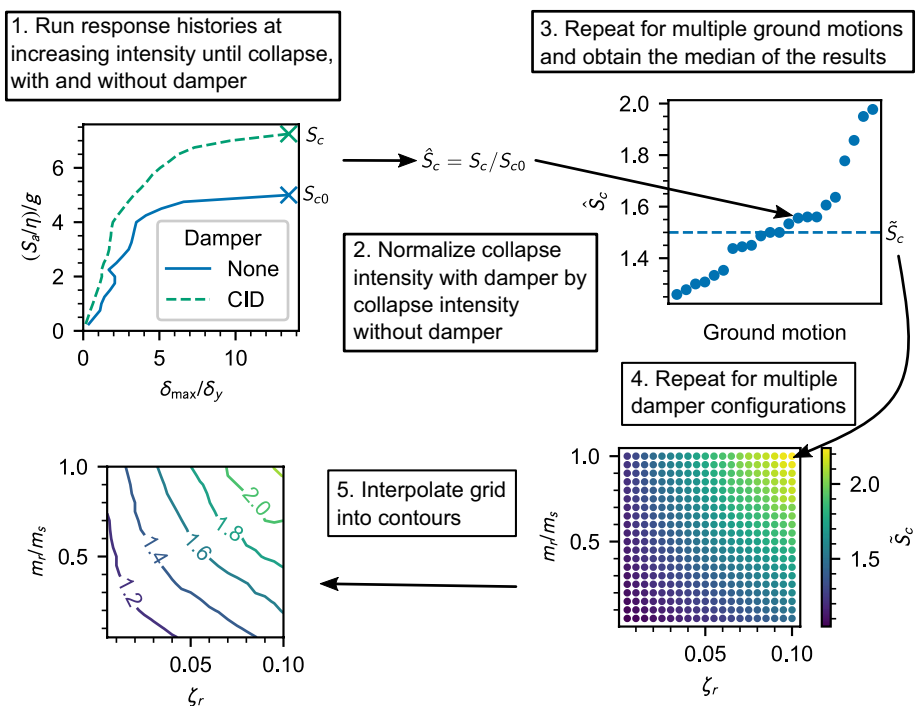 1. Run response histories at
increasing intensity until collapse,
with and without damper
3. Repeat for multiple ground motions
and obtain the median of the results
(Sₐ/η)/g
6
4
2
0
0
5
10
δmax/δy
Sc
Sc0
Damper
None
CID
Ŝc = Sc/Sc0
2. Normalize collapse
intensity with damper by
collapse intensity
without damper
Ŝc
2.0
1.8
1.6
1.4
S̃c
Ground motion
4. Repeat for multiple
damper configurations
mr/ms
1.0
0.5
0.05
0.10
ζr
1.2
1.4
1.6
1.8
2.0
5. Interpolate grid
into contours
mr/ms
1.0
0.5
0.05
0.10
ζr
2.0
1.5
S̃c